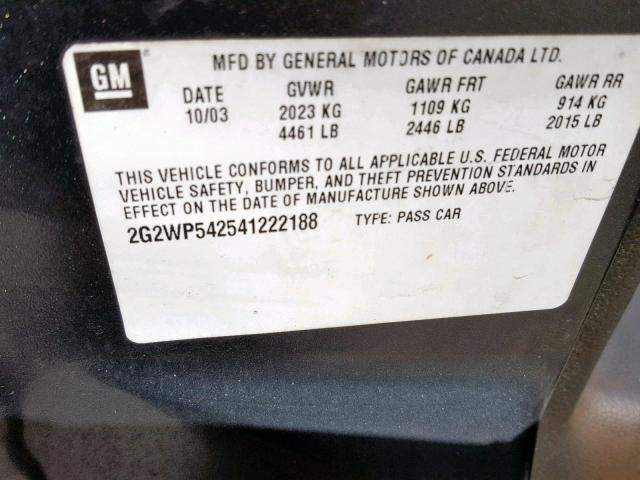 GM
MFD BY GENERAL MOTORS OF CANADA LTD.
DATE GVWR GAWR FRT GAWR RR
10/03 2023 KG 1109 KG 914 KG
4461 LB 2446 LB 2015 LB
THIS VEHICLE CONFORMS TO ALL APPLICABLE U.S. FEDERAL MOTOR
VEHICLE SAFETY, BUMPER, AND THEFT PREVENTION STANDARDS IN
EFFECT ON THE DATE OF MANUFACTURE SHOWN ABOVE.
2G2WP542541222188 TYPE: PASS CAR